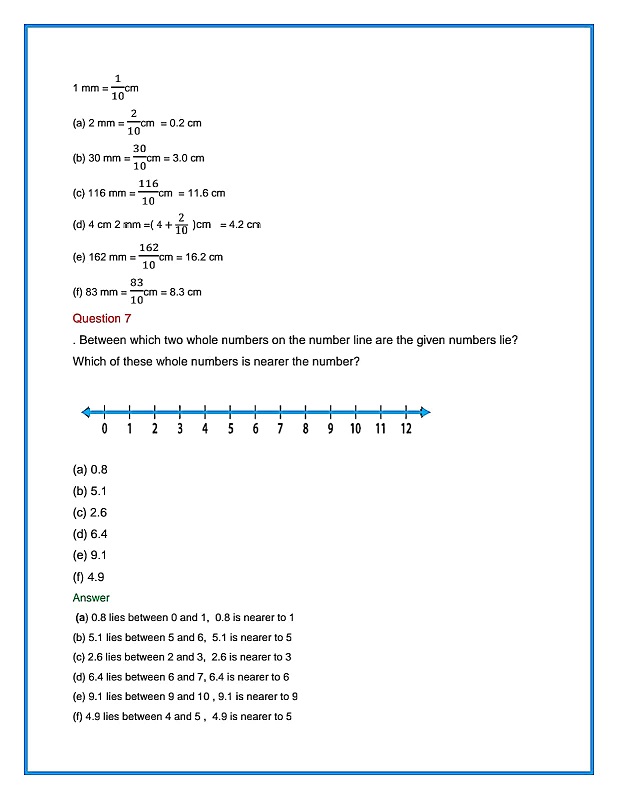 1 mm = 1/10 cm
(a) 2 mm = 2/10 cm = 0.2 cm
(b) 30 mm = 30/10 cm = 3.0 cm
(c) 116 mm = 116/10 cm = 11.6 cm
(d) 4 cm 2 mm =( 4 + 2/10 )cm = 4.2 cm
(e) 162 mm = 162/10 cm = 16.2 cm
(f) 83 mm = 83/10 cm = 8.3 cm
Question 7
. Between which two whole numbers on the number line are the given numbers lie?
Which of these whole numbers is nearer the number?
0 1 2 3 4 5 6 7 8 9 10 11 12
(a) 0.8
(b) 5.1
(c) 2.6
(d) 6.4
(e) 9.1
(f) 4.9
Answer
(a) 0.8 lies between 0 and 1, 0.8 is nearer to 1
(b) 5.1 lies between 5 and 6, 5.1 is nearer to 5
(c) 2.6 lies between 2 and 3, 2.6 is nearer to 3
(d) 6.4 lies between 6 and 7, 6.4 is nearer to 6
(e) 9.1 lies between 9 and 10 , 9.1 is nearer to 9
(f) 4.9 lies between 4 and 5 , 4.9 is nearer to 5